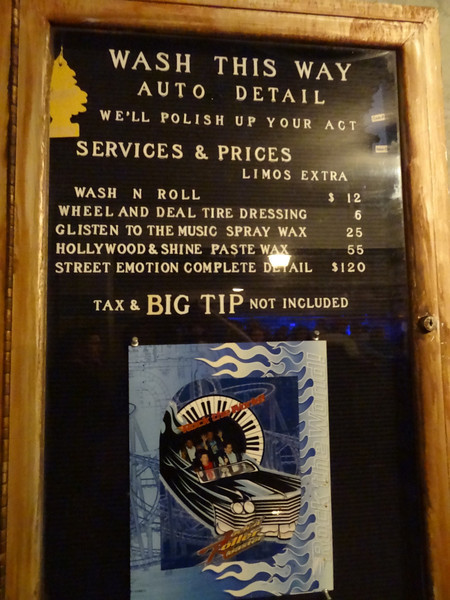 WASH THIS WAY
AUTO DETAIL
WE'LL POLISH UP YOUR ACT
SERVICES & PRICES
LIMOS EXTRA
WASH N ROLL $ 12
WHEEL AND DEAL TIRE DRESSING 6
GLISTEN TO THE MUSIC SPRAY WAX 25
HOLLYWOOD & SHINE PASTE WAX 55
STREET EMOTION COMPLETE DETAIL $120
TAX & BIG TIP NOT INCLUDED